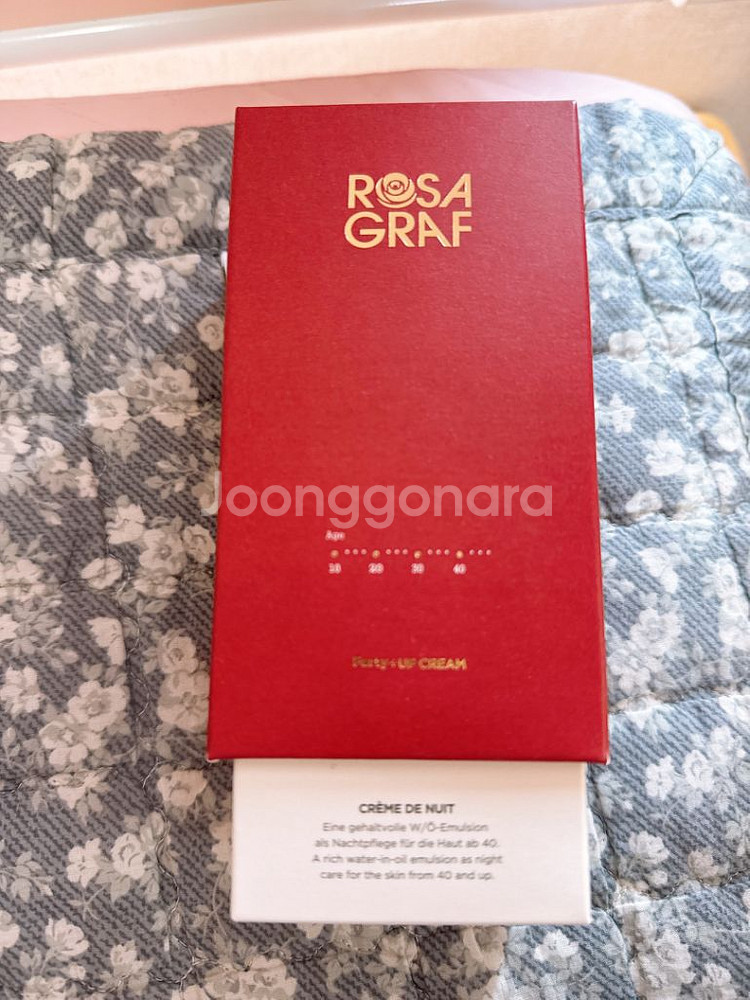 ROSA
GRAF
Joonggonara
Age
10 20 30 40
Forty+ UP CREAM
CRÈME DE NUIT
Eine gehaltvolle W/Ö-Emulsion
als Nachtpflege für die Haut ab 40.
A rich water-in-oil emulsion as night
care for the skin from 40 and up.